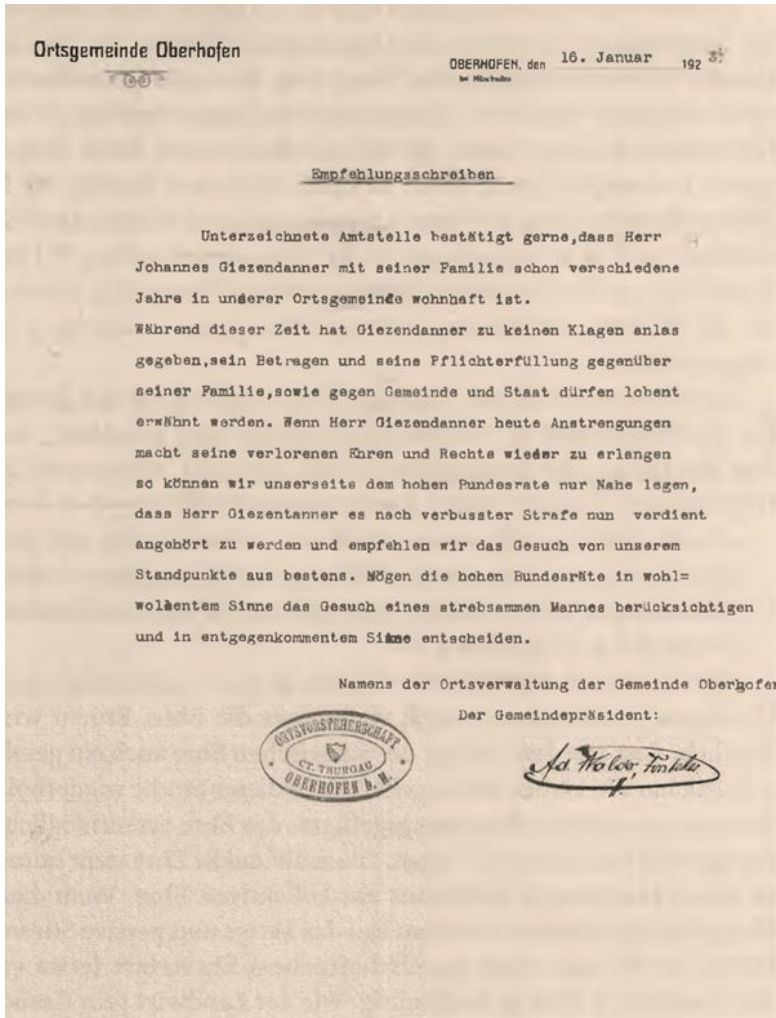 Ortsgemeinde Oberhofen
OBERHOFEN, den 16. Januar 192
bei Münchwilen
Empfehlungsschreiben
Unterzeichnete Amtstelle bestätigt gerne,dass Herr
Johannes Giezendanner mit seiner Familie schon verschiedene
Jahre in unserer Ortsgemeinde wohnhaft ist.
Während dieser Zeit hat Giezendanner zu keinen Klagen anlas
gegeben,sein Betragen und seine Pflichterfüllung gegenüber
seiner Familie,sowie gegen Gemeinde und Staat dürfen lobent
erwähnt werden. Wenn Herr Giezendanner heute Anstrengungen
macht seine verlorenen Ehren und Rechte wieder zu erlangen
so können wir unserseits dem hohen Bundesrate nur Nahe legen,
dass Herr Giezentanner es nach verbusster Strafe nun verdient
angehört zu werden und empfehlen wir das Gesuch von unserem
Standpunkte aus bestens. Mögen die hohen Bundesräte in wohl=
wollentem Sinne das Gesuch eines strebsammen Mannes berücksichtigen
und in entgegenkommentem Sinne entscheiden.
Namens der Ortsverwaltung der Gemeinde Oberhofen
Der Gemeindepräsident:
ORTSVORSTEHERSCHAFT
CT. THURGAU
OBERHOFEN b. M.
Ad.